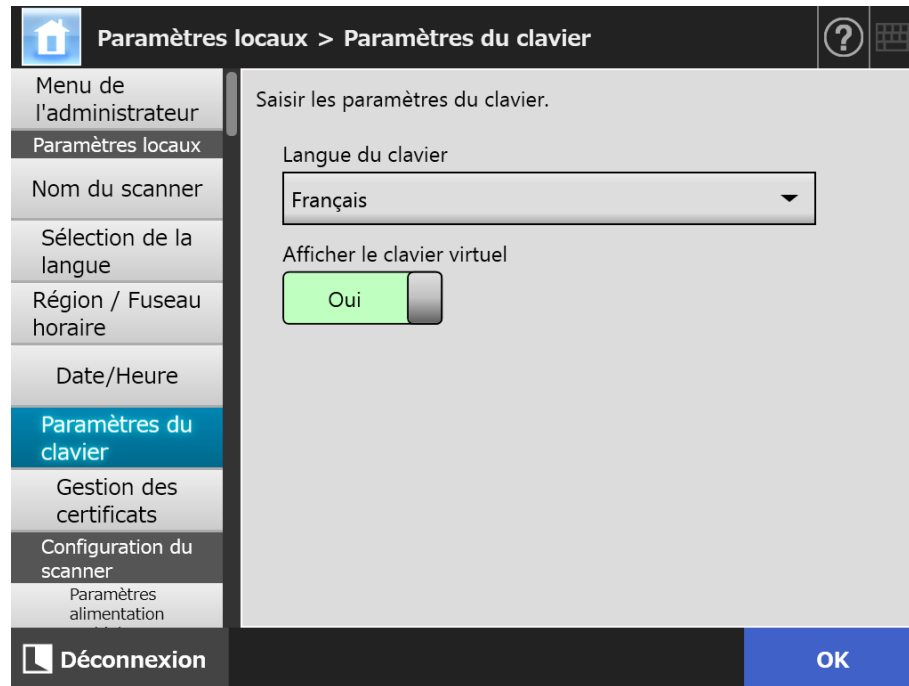 Paramètres locaux > Paramètres du clavier
?
Menu de
l'administrateur
Paramètres locaux
Nom du scanner
Sélection de la
langue
Région / Fuseau
horaire
Date/Heure
Paramètres du
clavier
Gestion des
certificats
Configuration du
scanner
Paramètres
alimentation
Saisir les paramètres du clavier.
Langue du clavier
Français
Afficher le clavier virtuel
Oui
Déconnexion
OK